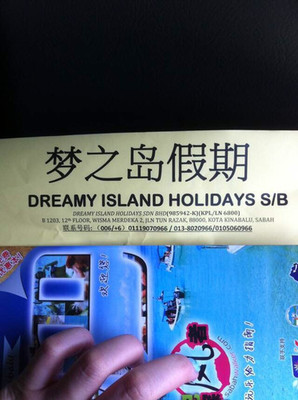 梦之岛假期
DREAMY ISLAND HOLIDAYS S/B
DREAMY ISLAND HOLIDAYS SDN BHD(985942-K)(KPL/LN 6800)
B 1203, 12th FLOOR, WISMA MERDEKA 2, JLN TUN RAZAK, 88000, KOTA KINABALU, SABAH
联系号码: (006/+6) 01119070966 / 013-8020966/0105060966